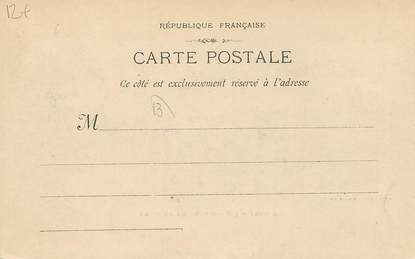 12+
RÉPUBLIQUE FRANÇAISE
CARTE POSTALE
Ce côté est exclusivement réservé à l'adresse
B
M